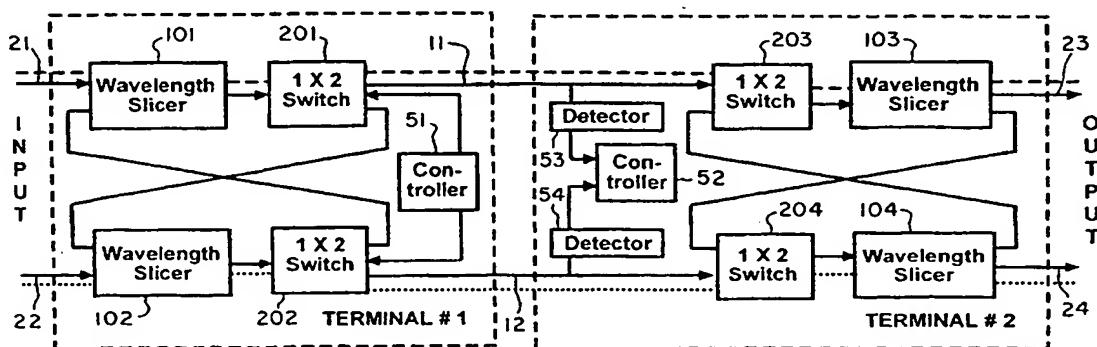 21
101
201
11
203
103
23
Wavelength
Slicer
1 X 2
Switch
1 X 2
Switch
Wavelength
Slicer
INPUT
51
Con-
troller
Detector
53
Con-
troller
52
54
Detector
OUTPUT
204
104
Wavelength
Slicer
1 X 2
Switch
1 X 2
Switch
Wavelength
Slicer
22
102
202
TERMINAL # 1
12
TERMINAL # 2
24